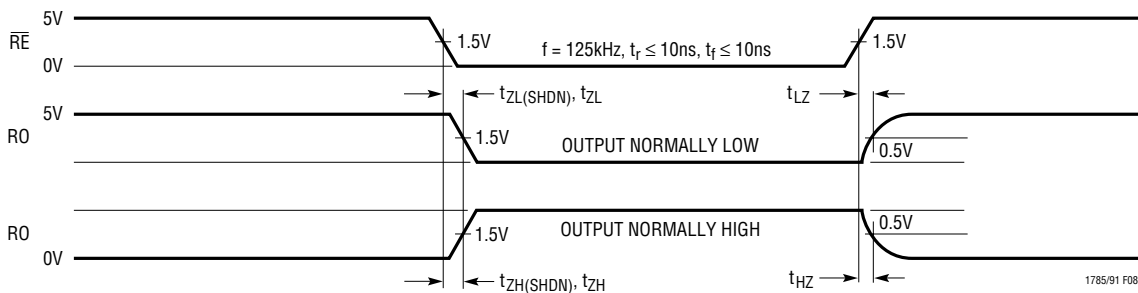 5V
RE
1.5V
f = 125kHz, tr ≤ 10ns, tf ≤ 10ns
1.5V
0V
tZL(SHDN), tZL
tLZ
5V
RO
1.5V
OUTPUT NORMALLY LOW
0.5V
RO
1.5V
OUTPUT NORMALLY HIGH
0.5V
0V
tZH(SHDN), tZH
tHZ
1785/91 F08